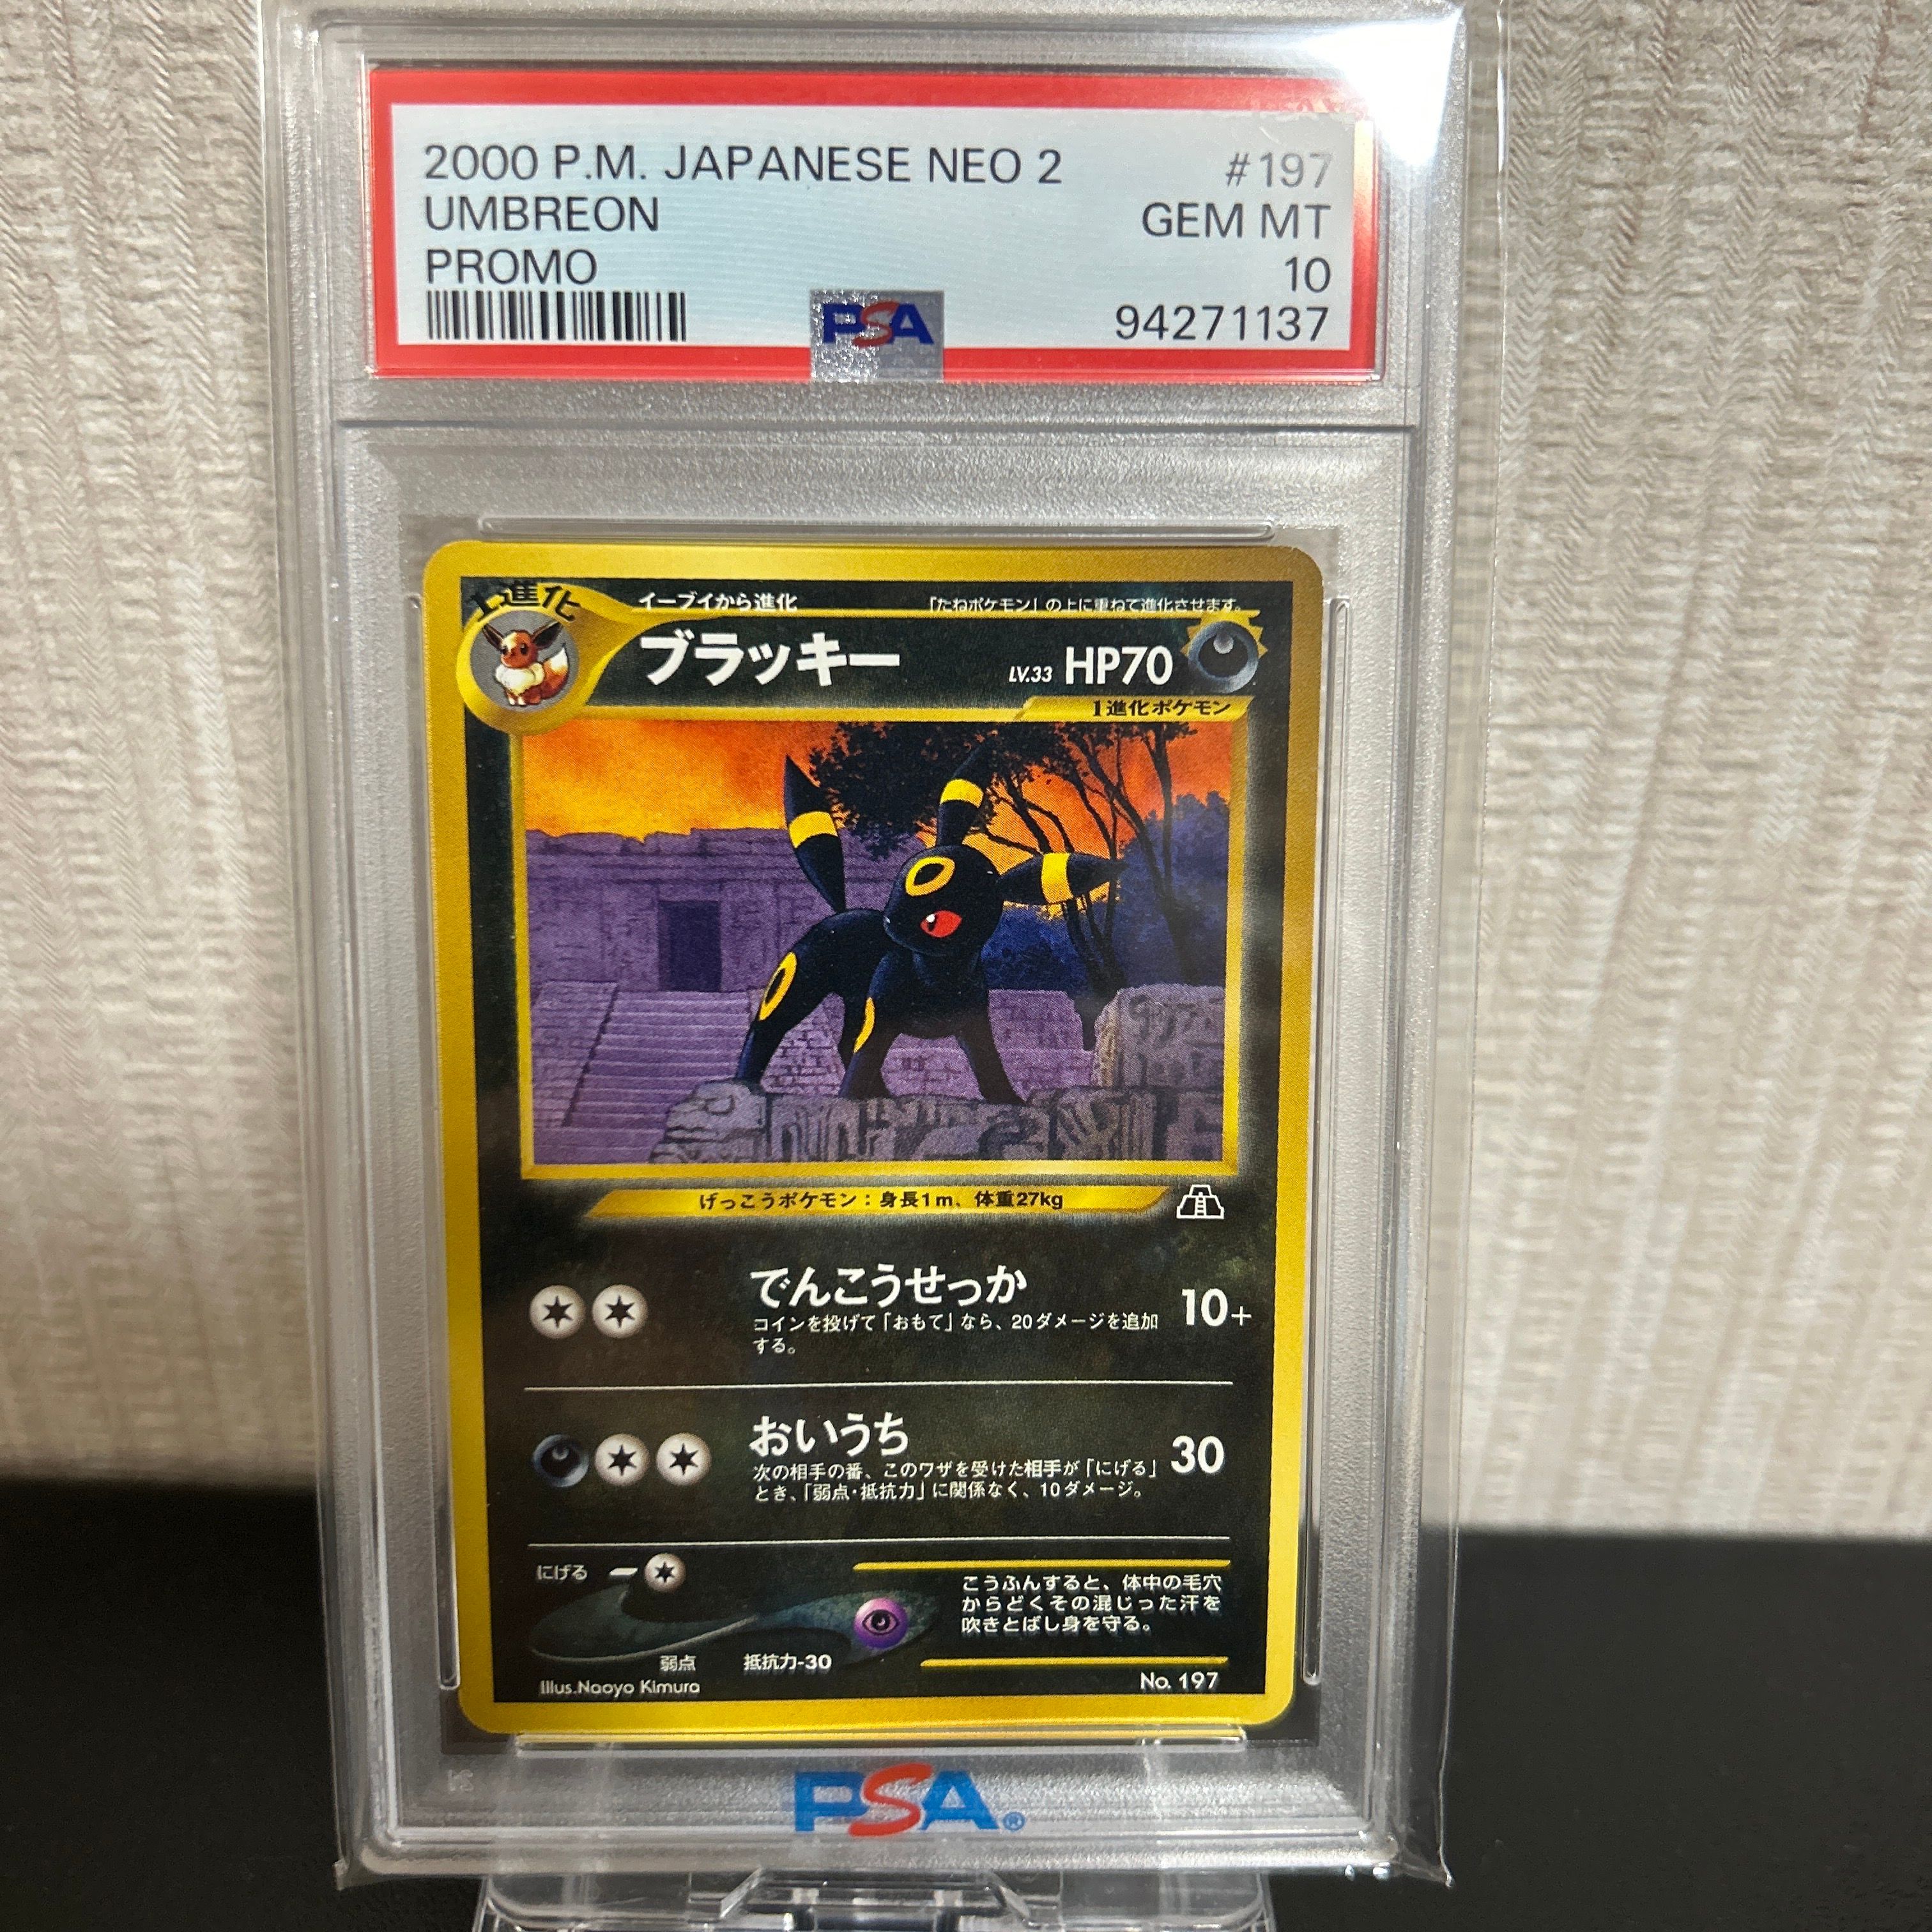 2000 P.M. JAPANESE NEO 2 #197
UMBREON GEM MT
PROMO 10
PSA 94271137
1進化
イーブイから進化 「たねポケモン」の上に重ねて進化させます。
ブラッキー LV.33 HP70
1進化ポケモン
げっこうポケモン：身長1m、体重27kg
でんこうせっか 10+
コインを投げて「おもて」なら、20ダメージを追加
する。
おいうち 30
次の相手の番、このワザを受けた相手が「にげる」
とき、「弱点・抵抗力」に関係なく、10ダメージ。
にげる
こうふんすると、体中の毛穴
からどくその混じった汗を
吹きとばし身を守る。
弱点 抵抗力-30
Illus.Naoyo Kimura No. 197
PSA®